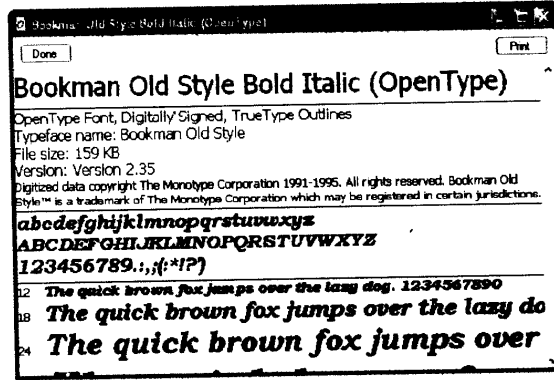 Bookman Old Style Bold Italic (OpenType)
Done
Print
Bookman Old Style Bold Italic (OpenType)
OpenType Font, Digitally Signed, TrueType Outlines
Typeface name: Bookman Old Style
File size: 159 KB
Version: Version 2.35
Digitized data copyright The Monotype Corporation 1991-1995. All rights reserved. Bookman Old
Style™ is a trademark of The Monotype Corporation which may be registered in certain jurisdictions.
abcdefghijklmnopqrstuvwxyz
ABCDEFGHIJKLMNOPQRSTUVWXYZ
123456789.:,;(:*!?')
12 The quick brown fox jumps over the lazy dog. 1234567890
18 The quick brown fox jumps over the lazy do
24 The quick brown fox jumps over